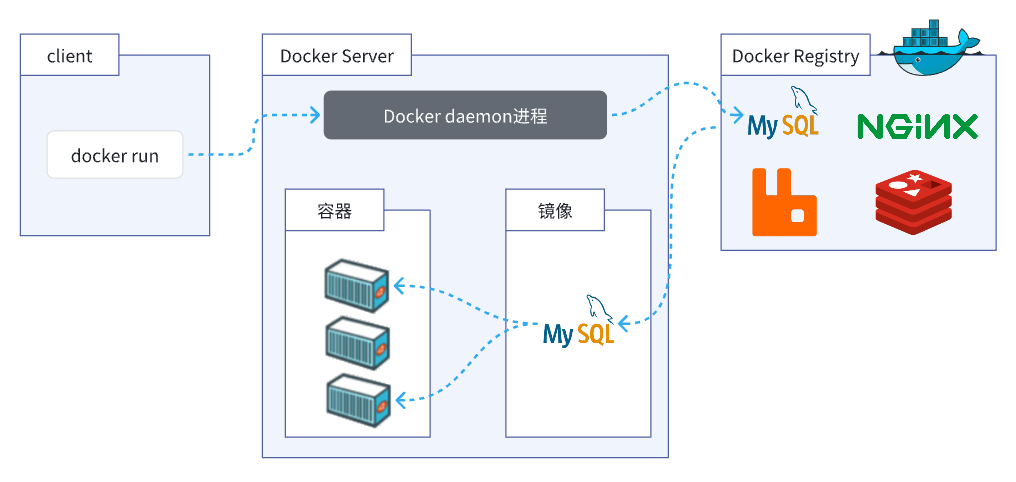 client
Docker Server
Docker Registry
Docker daemon进程
MySQL
NGINX
docker run
容器
镜像
MySQL